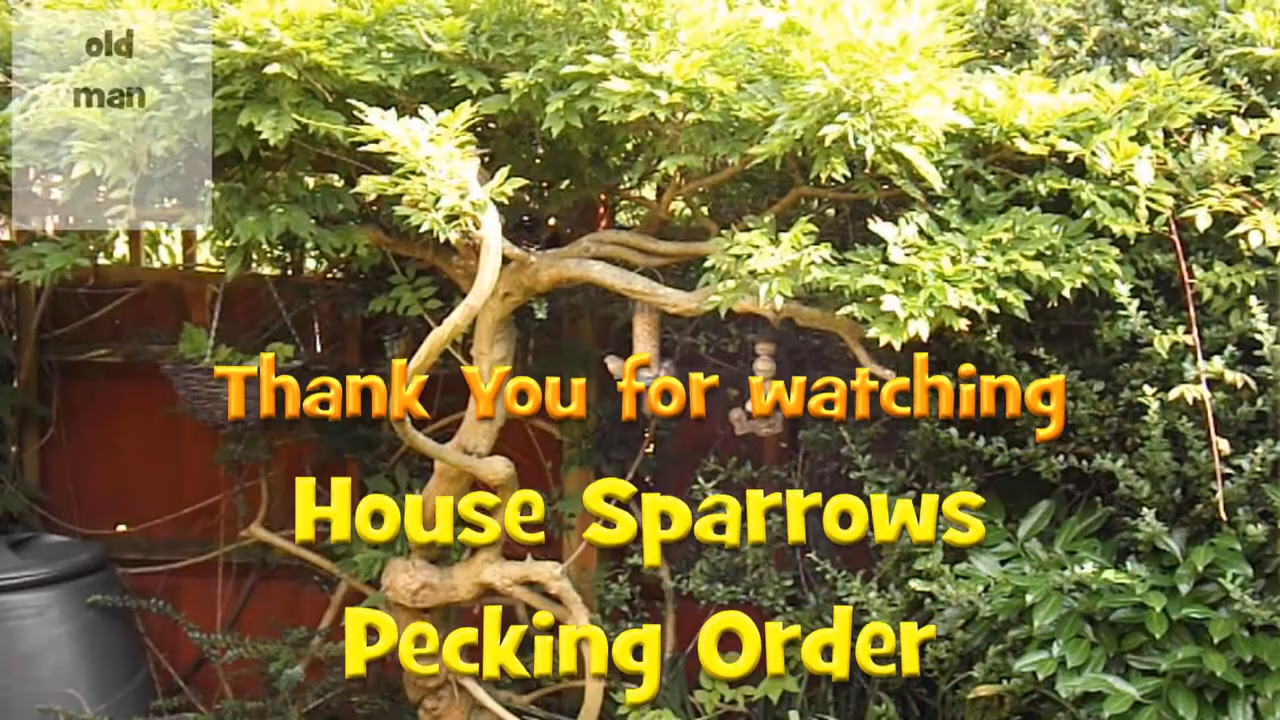 old
man
Thank You for watching
House Sparrows
Pecking Order